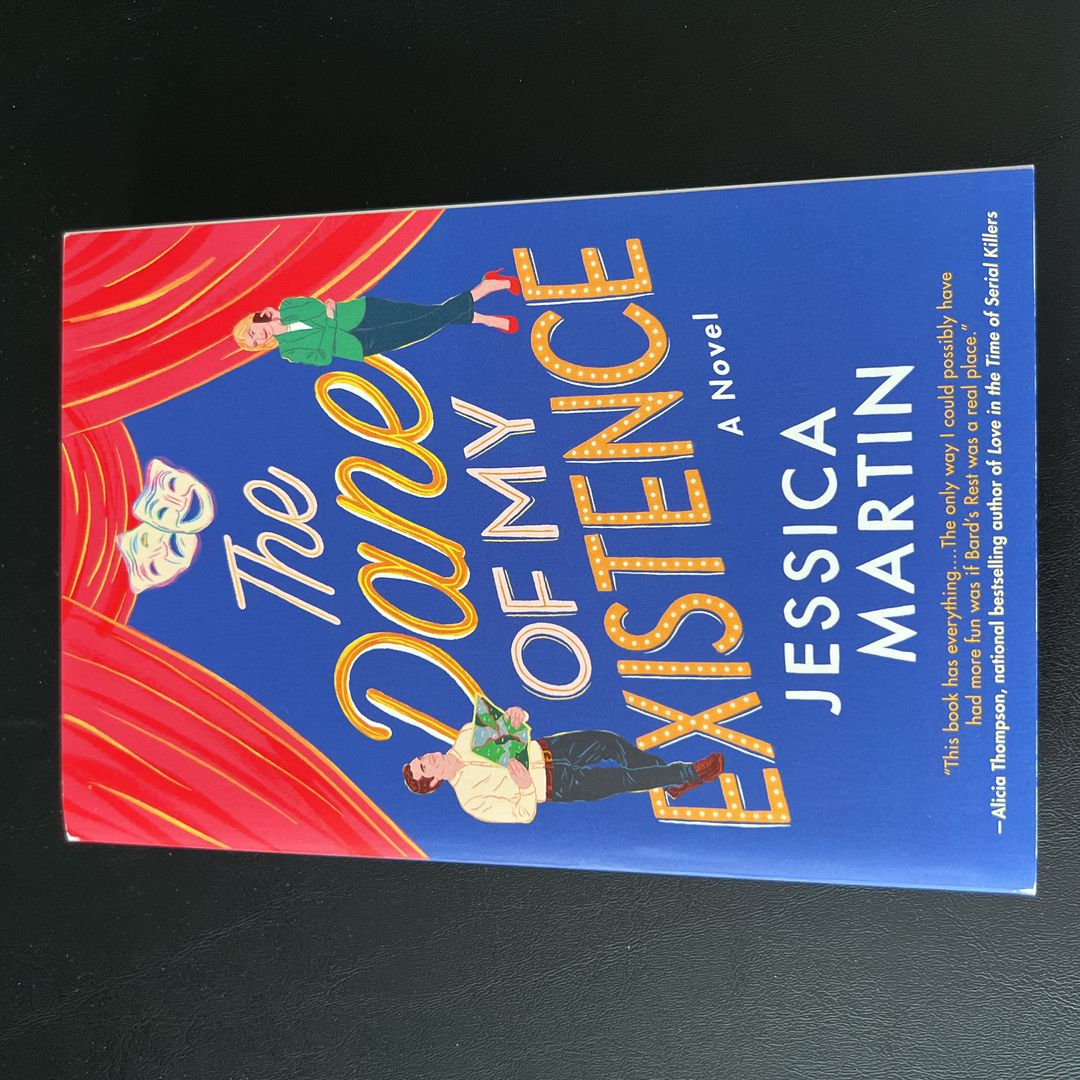 The
Dane
OF MY
EXISTENCE
A Novel
JESSICA
MARTIN
"This book has everything....The only way I could possibly have
had more fun was if Bard's Rest was a real place."
—Alicia Thompson, national bestselling author of Love in the Time of Serial Killers